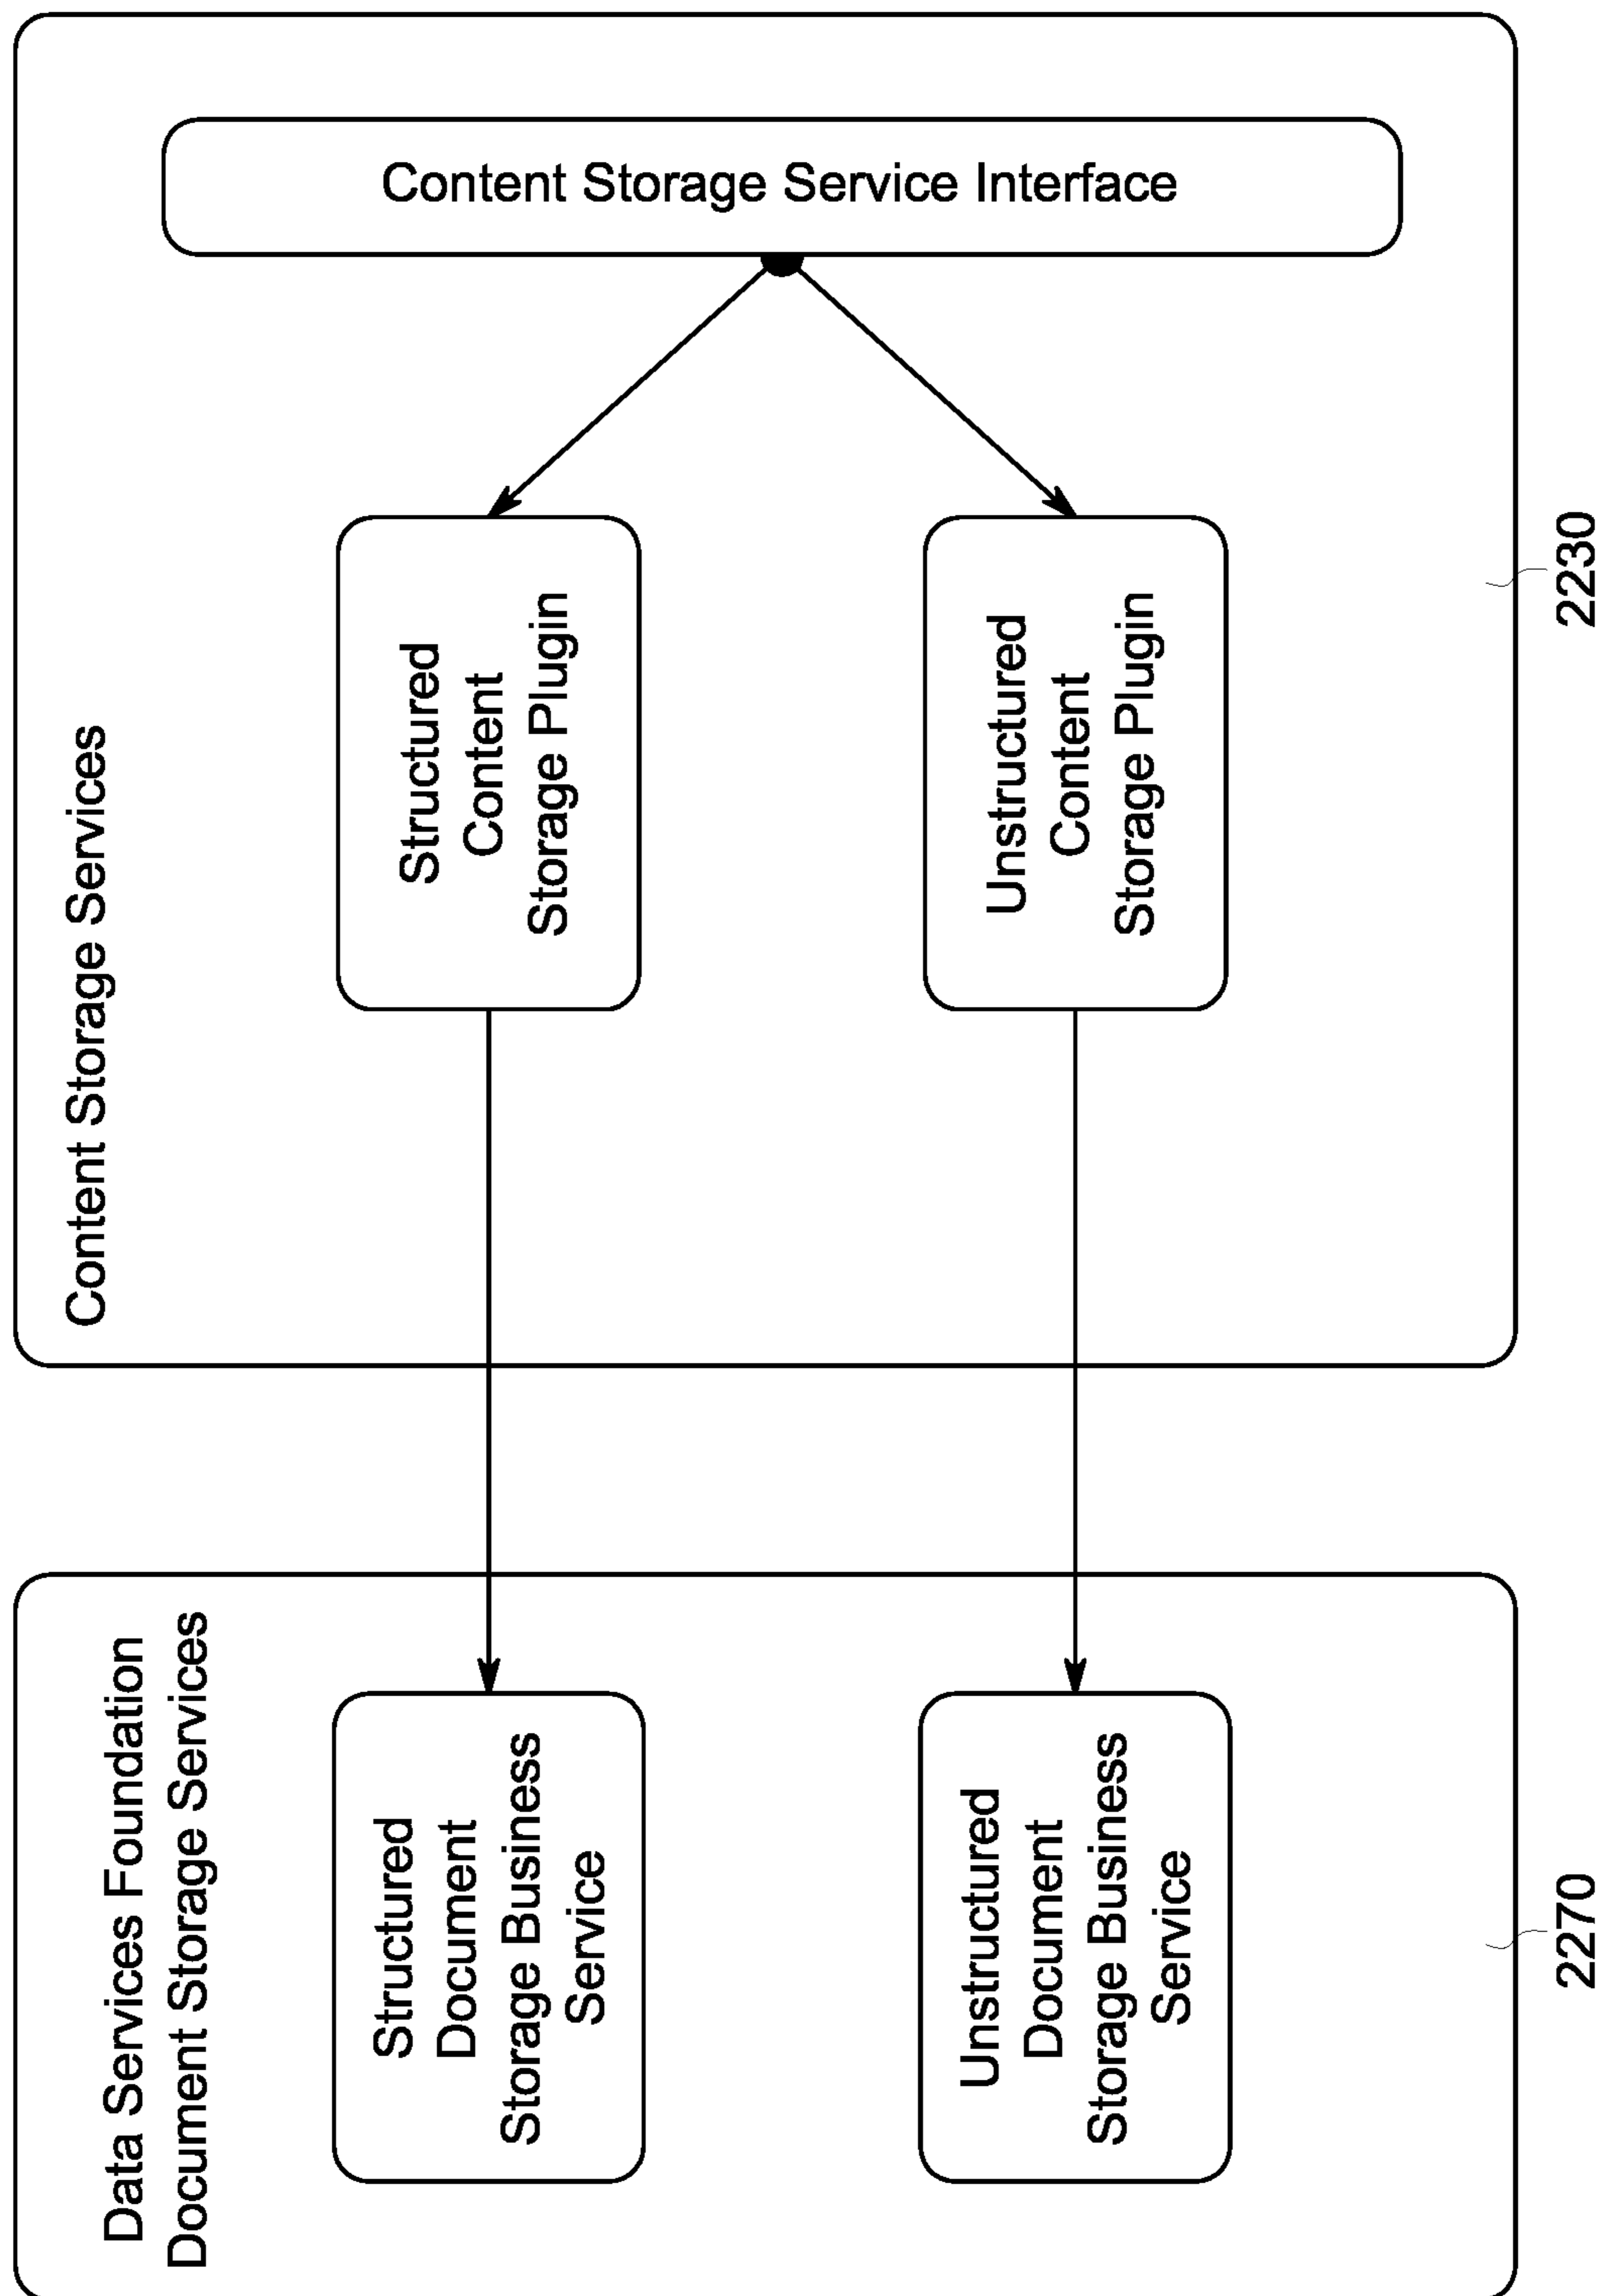 Content Storage Services
Content Storage Service Interface
Structured
Content
Storage Plugin
Unstructured
Content
Storage Plugin
2230
Data Services Foundation
Document Storage Services
Structured
Document
Storage Business
Service
Unstructured
Document
Storage Business
Service
2270